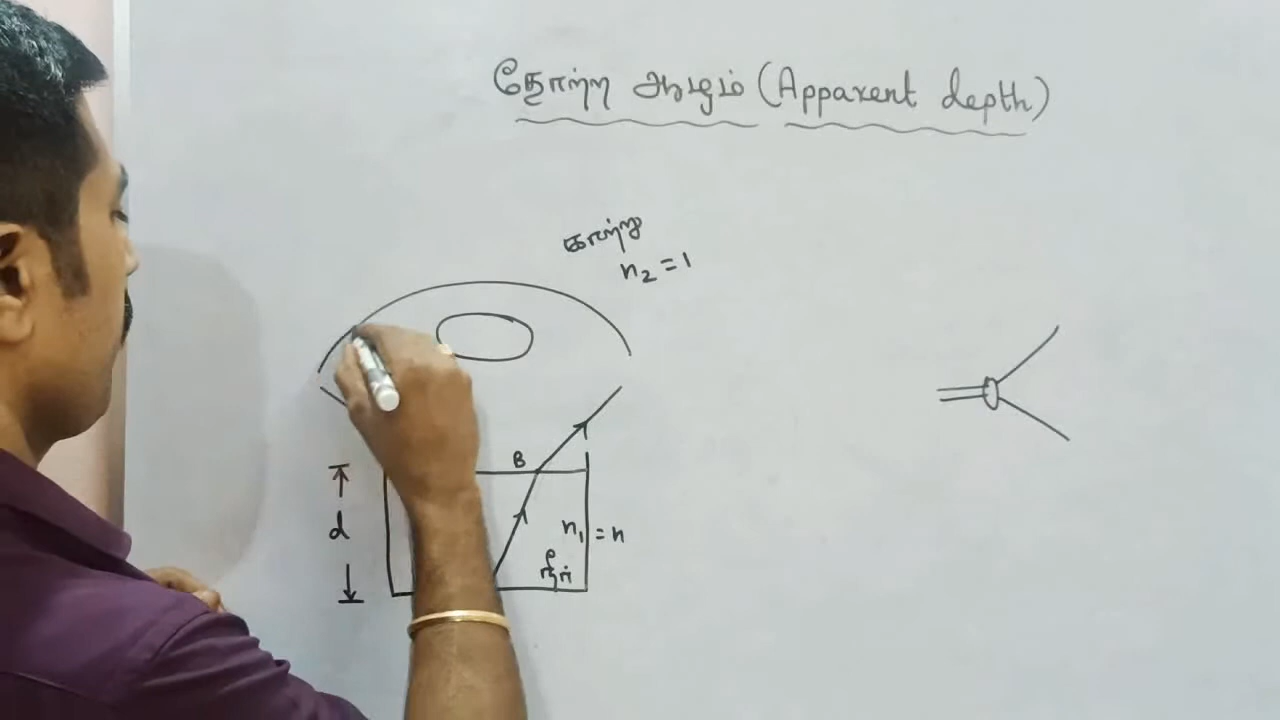 தோற்ற ஆழம் (Apparent depth)
காற்று
n₂ = 1
B
d
n₁ = n
நீர்